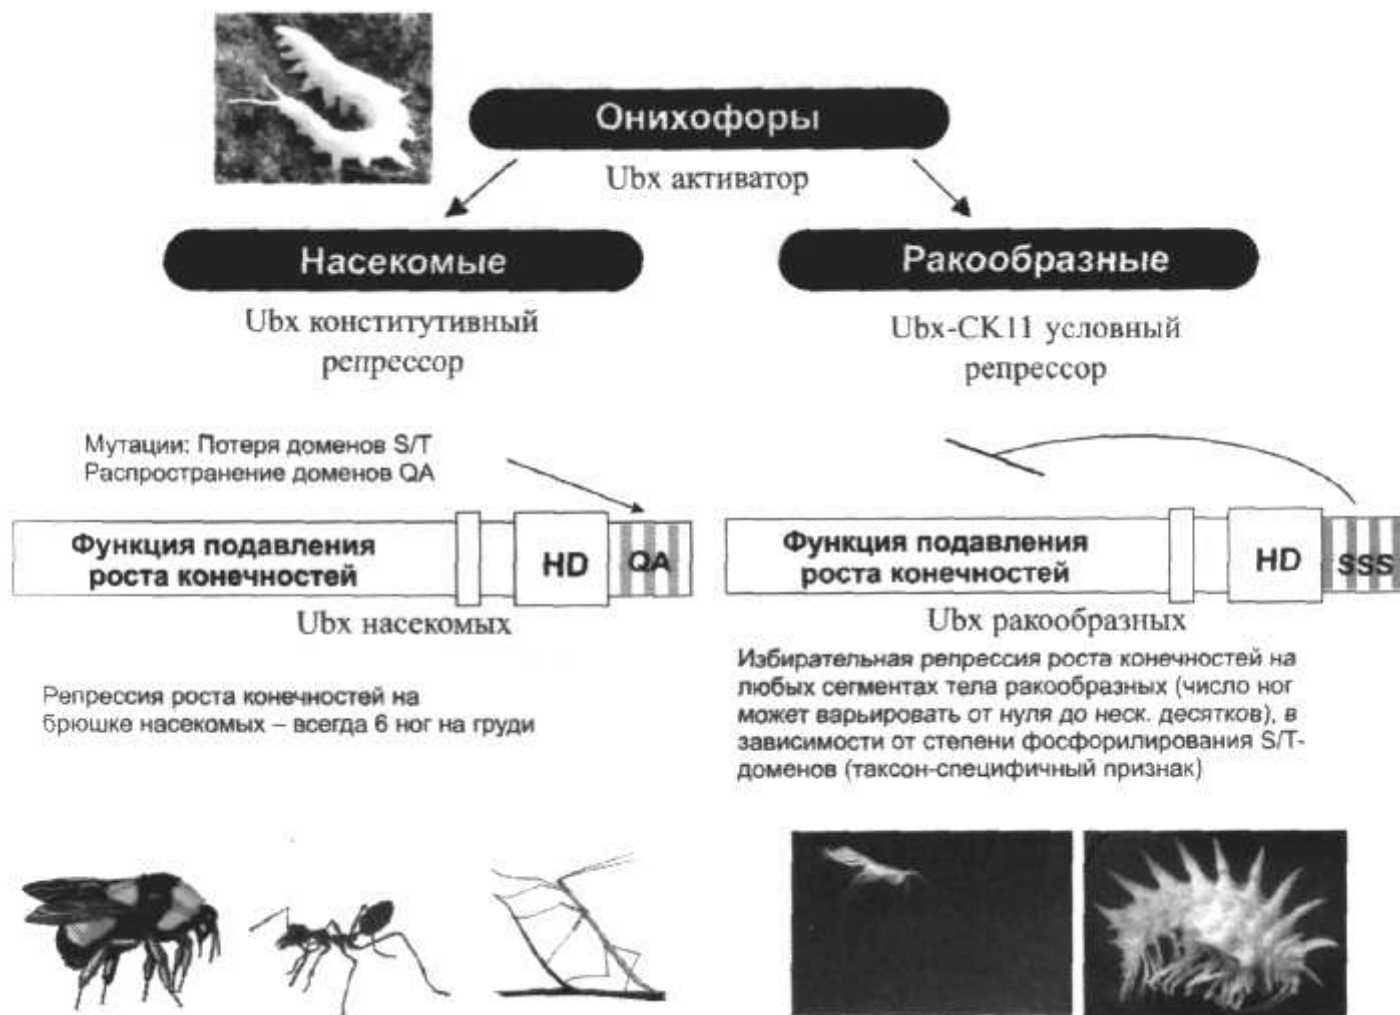 Онихофоры
Ubx активатор
Насекомые
Ракообразные
Ubx конститутивный
репрессор
Ubx-CK11 условный
репрессор
Мутации: Потеря доменов S/T
Распространение доменов QA
Функция подавления
роста конечностей
HD
QA
Ubx насекомых
Функция подавления
роста конечностей
HD
SSS
Ubx ракообразных
Репрессия роста конечностей на
брюшке насекомых – всегда 6 ног на груди
Избирательная репрессия роста конечностей на
любых сегментах тела ракообразных (число ног
может варьировать от нуля до неск. десятков), в
зависимости от степени фосфорилирования S/T-
доменов (таксон-специфичный признак)